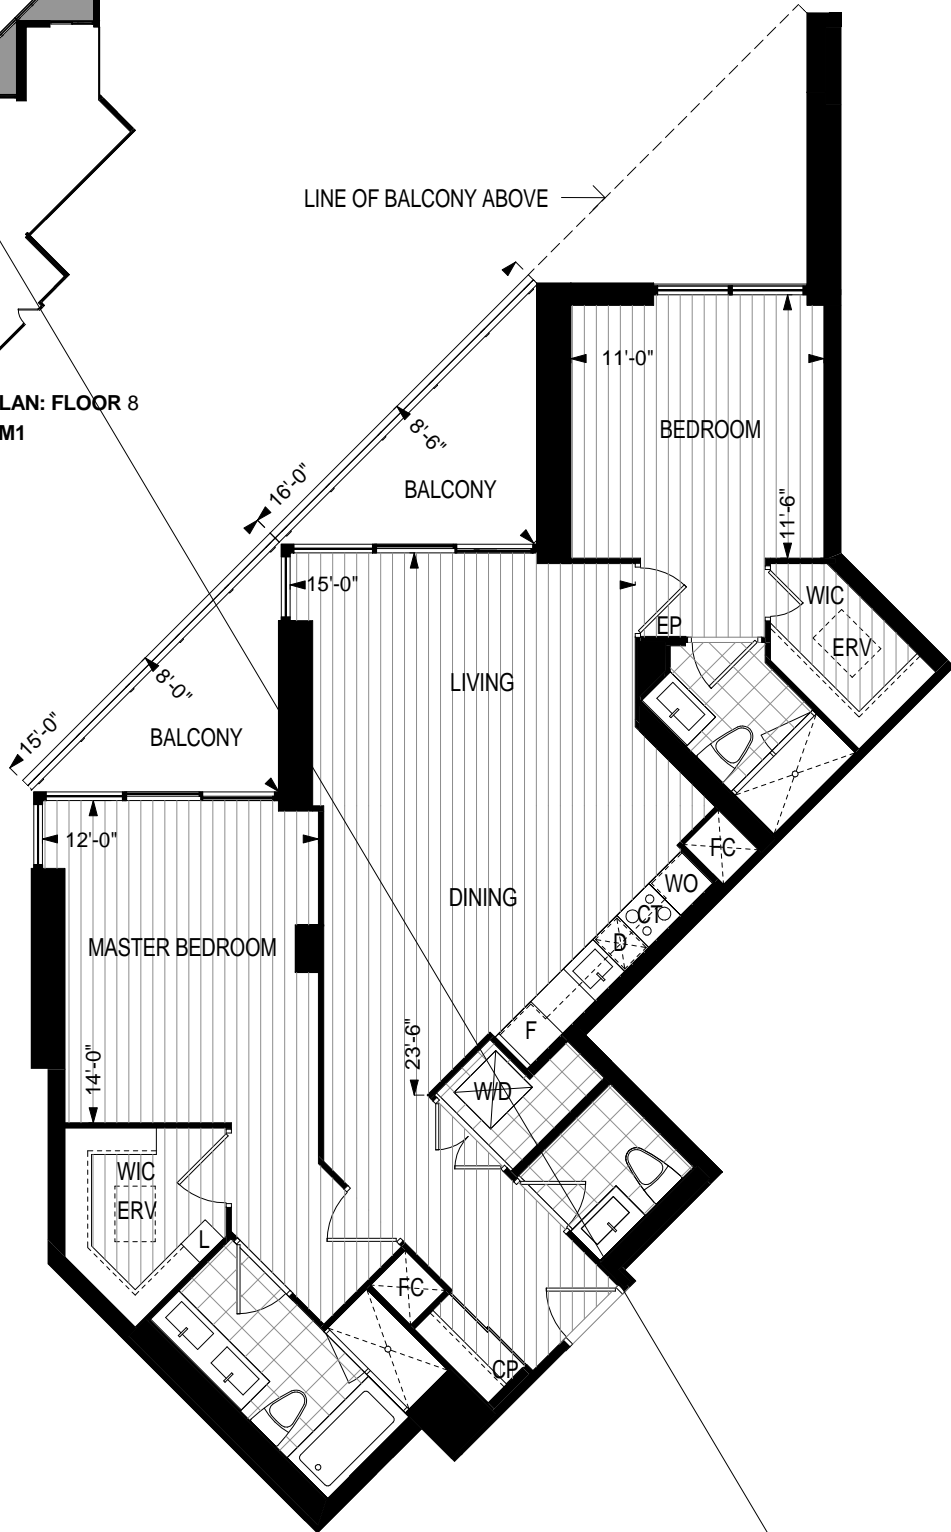 LINE OF BALCONY ABOVE
11'-0"
LAN: FLOOR 8
M1
8'-6"
BEDROOM
16'-0"
BALCONY
11'-6"
15'-0"
WIC
EP
ERV
LIVING
8'-0"
15'-0"
BALCONY
12'-0"
FC
WO
DINING
CT
D
MASTER BEDROOM
F
23'-6"
14'-0"
W/D
WIC
ERV
L
FC
CP